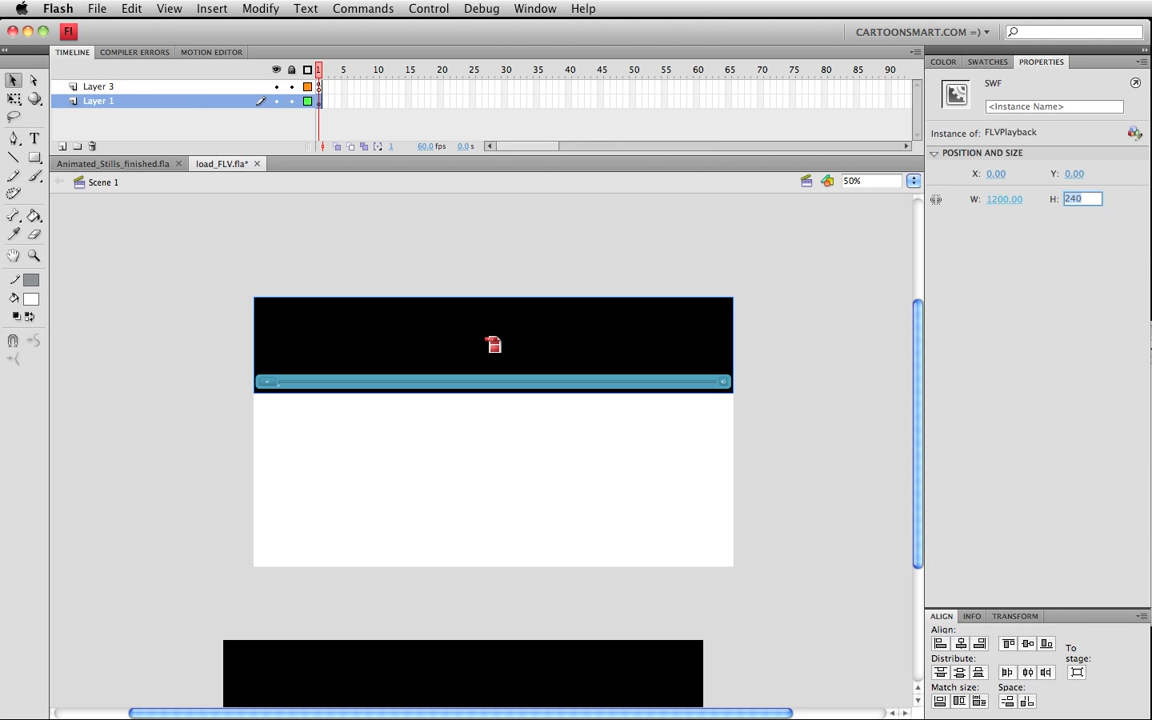 Flash File Edit View Insert Modify Text Commands Control Debug Window Help
Fl CARTOONSMART.COM =)
TIMELINE COMPILER ERRORS MOTION EDITOR
1 5 10 15 20 25 30 35 40 45 50 55 60 65 70 75 80 85 90
Layer 3
Layer 1
1 60.0 fps 0.0 s
Animated_Stills_finished.fla load_FLV.fla*
Scene 1 50%
COLOR SWATCHES PROPERTIES
SWF
<Instance Name>
Instance of: FLVPlayback
POSITION AND SIZE
X: 0.00 Y: 0.00
W: 1200.00 H: 240
ALIGN INFO TRANSFORM
Align:
To
stage:
Distribute:
Match size: Space: